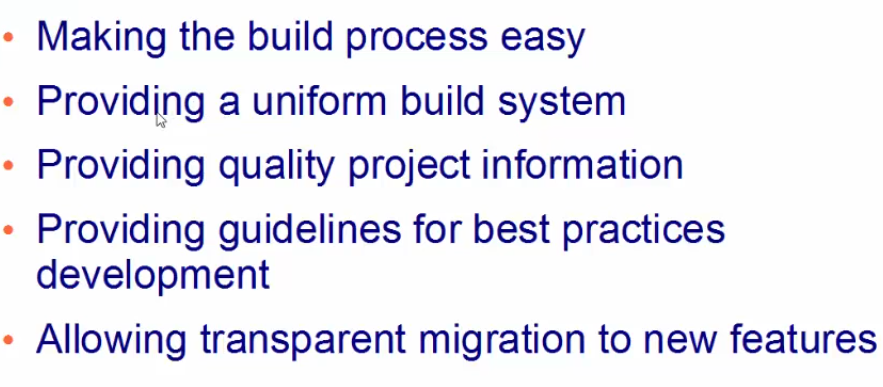 • Making the build process easy
• Providing a uniform build system
• Providing quality project information
• Providing guidelines for best practices
development
• Allowing transparent migration to new features